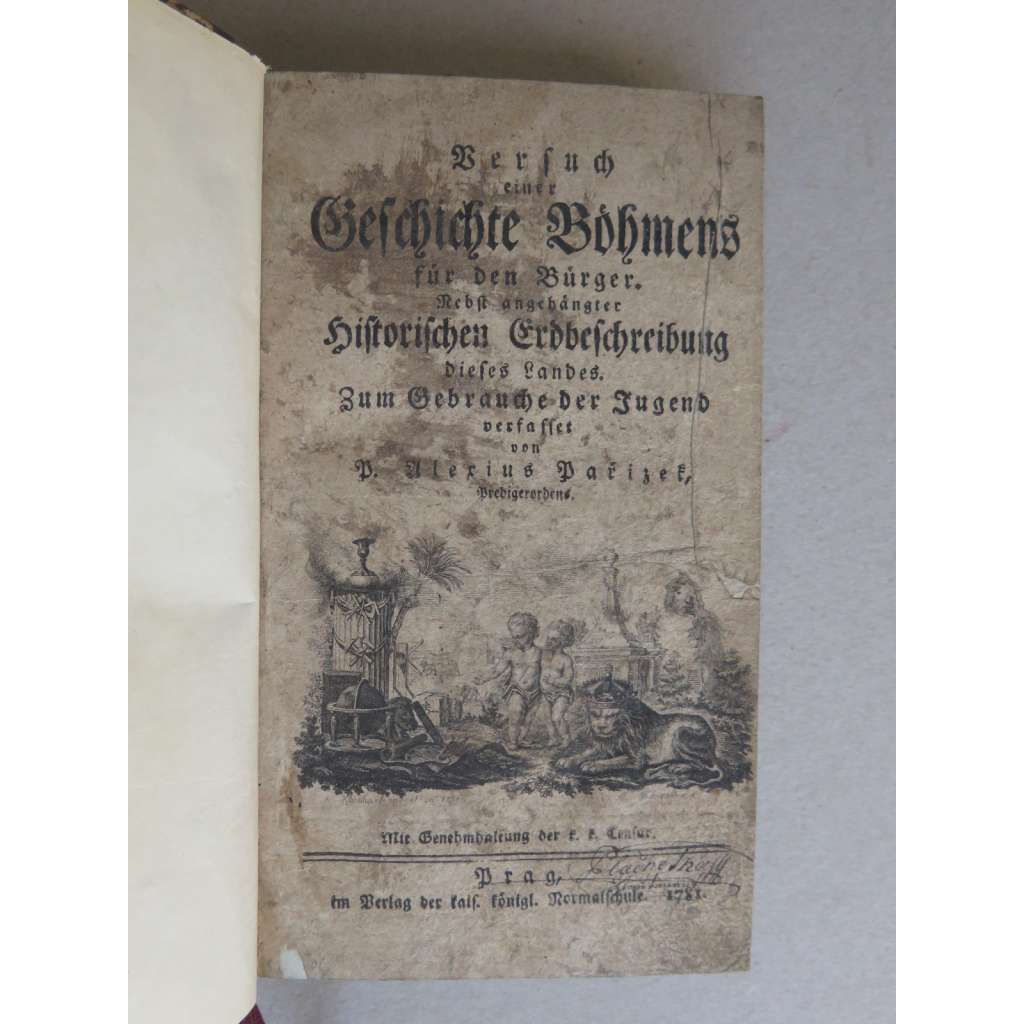 Versuch
einer
Geschichte Böhmens
für den Bürger.
Nebst angehängter
Historischen Erdbeschreibung
dieses Landes.
Zum Gebrauche der Jugend
verfasset
von
P. Alexius Pařizek,
Predigerordens.
Mit Genehmhaltung der k. k. Censur.
Prag,
im Verlag der kais. königl. Normalschule. 1781.